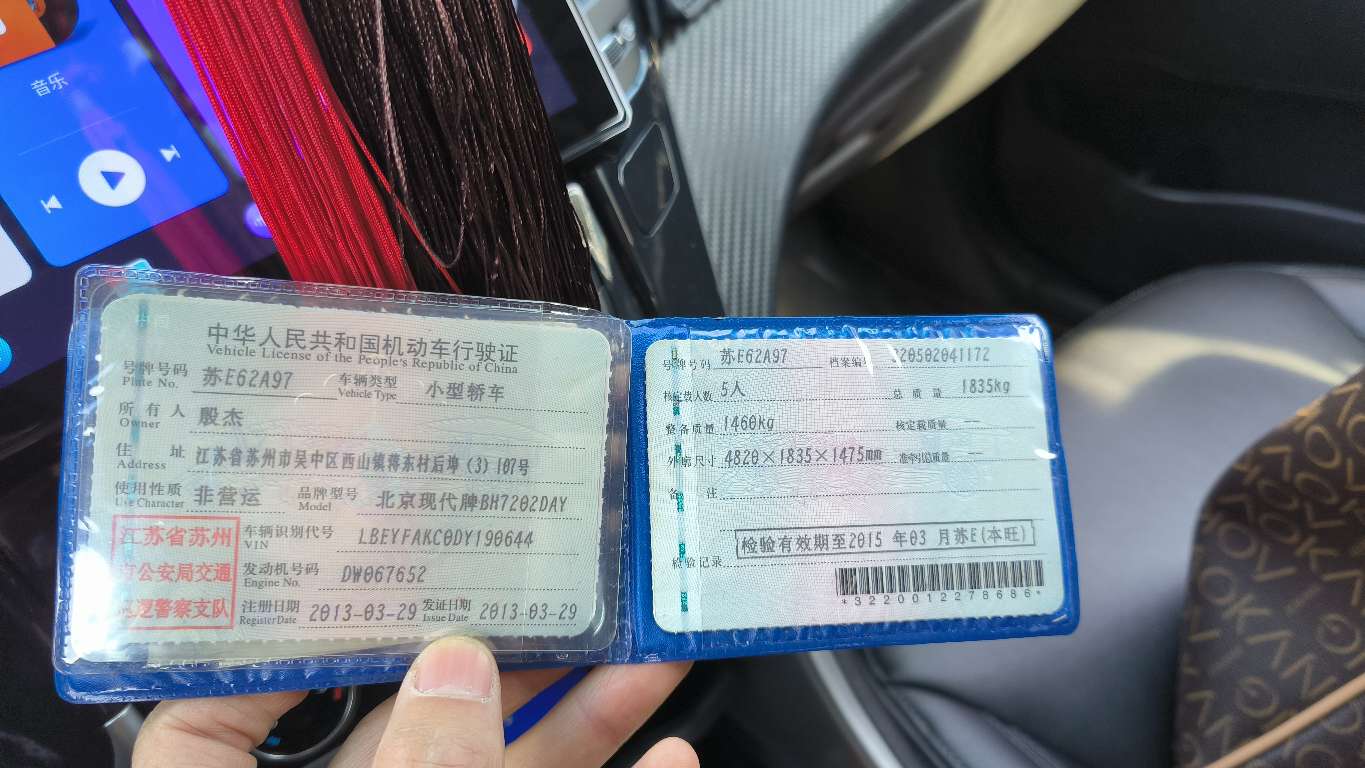 音乐
中华人民共和国机动车行驶证
Vehicle License of the People's Republic of China
号牌号码 苏E62A97 车辆类型 小型轿车
Plate No. Vehicle Type
所有人 殷杰
Owner
住址 江苏省苏州市吴中区西山镇蒋东村后埠(3)107号
Address
使用性质 非营运 品牌型号 北京现代牌BH7202DAY
Use Character Model
江苏省苏州
市公安局交通
巡逻警察支队
车辆识别代号 LBEYFAKC0DY190644
VIN
发动机号码 DW067652
Engine No.
注册日期 2013-03-29 发证日期 2013-03-29
Register Date Issue Date
号牌号码 苏E62A97 档案编号 320502041172
核定载人数 5人 总质量 1835kg
整备质量 1460kg 核定载质量 --
外廓尺寸 4820×1835×1475mm 准牵引总质量 --
备注
检验记录 检验有效期至2015 年03 月苏E(本旺)
*3220012278686*